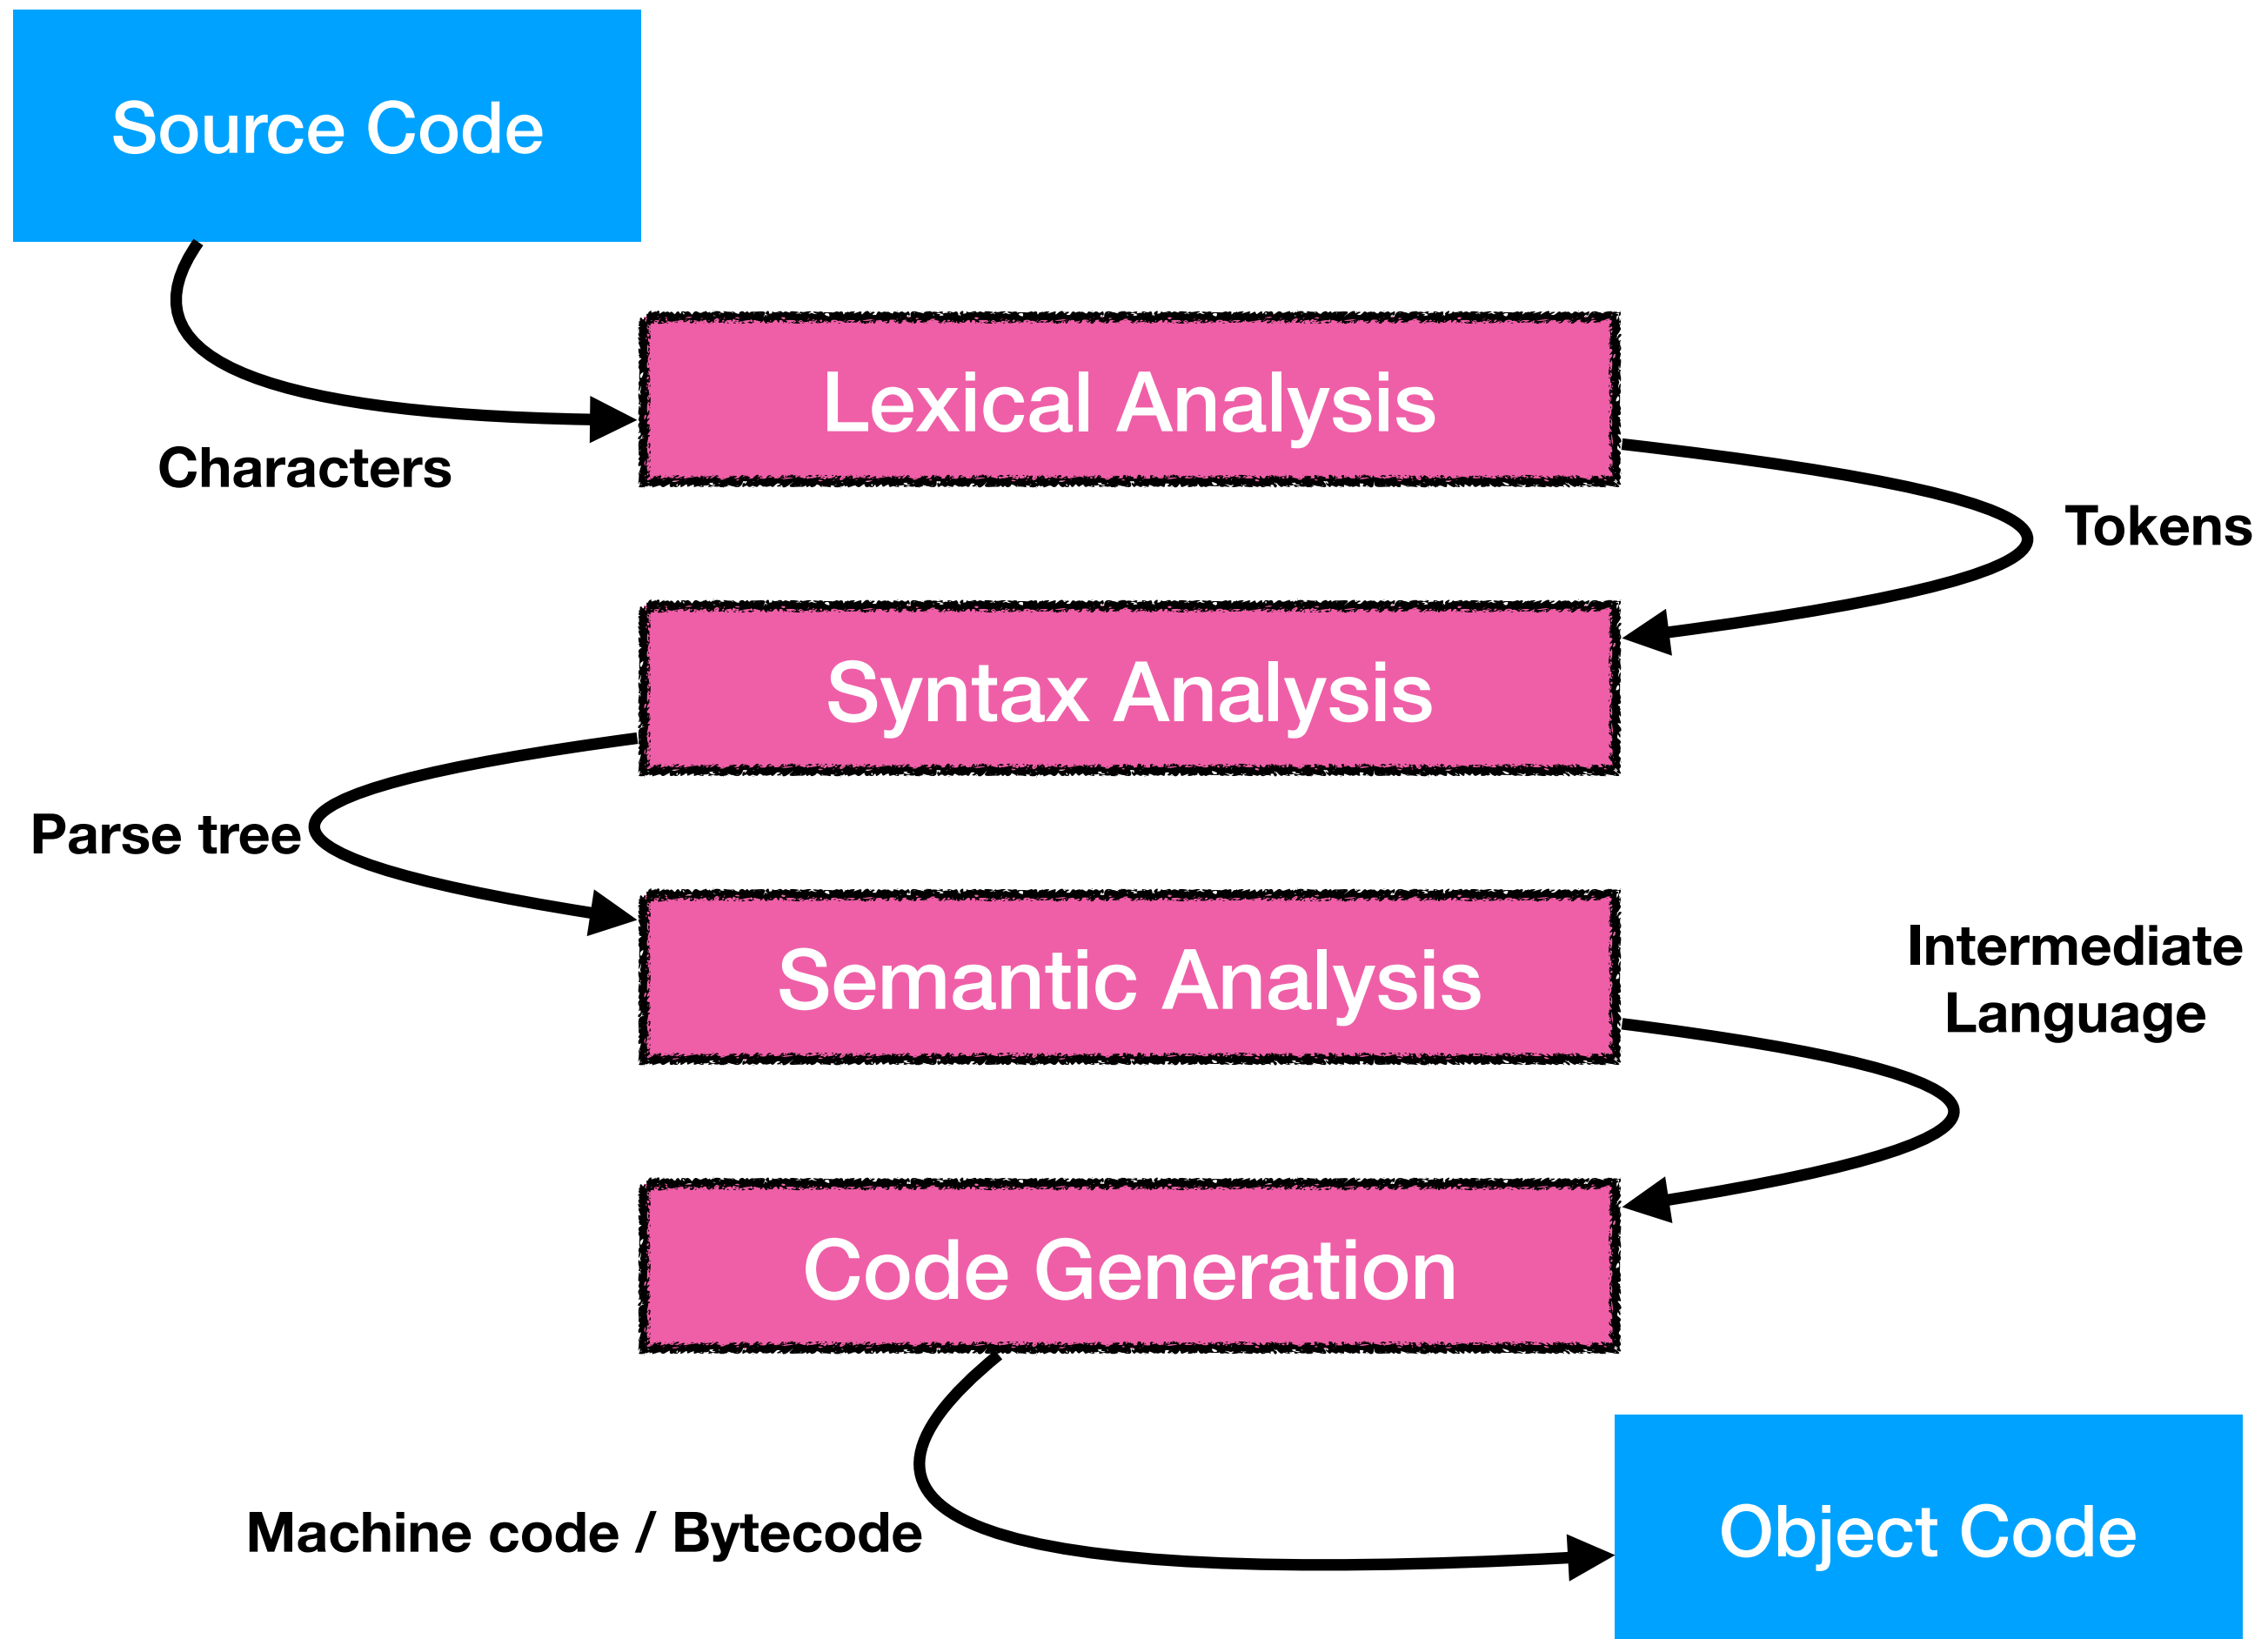 Source Code
Characters
Lexical Analysis
Tokens
Syntax Analysis
Parse tree
Semantic Analysis
Intermediate
Language
Code Generation
Machine code / Bytecode
Object Code